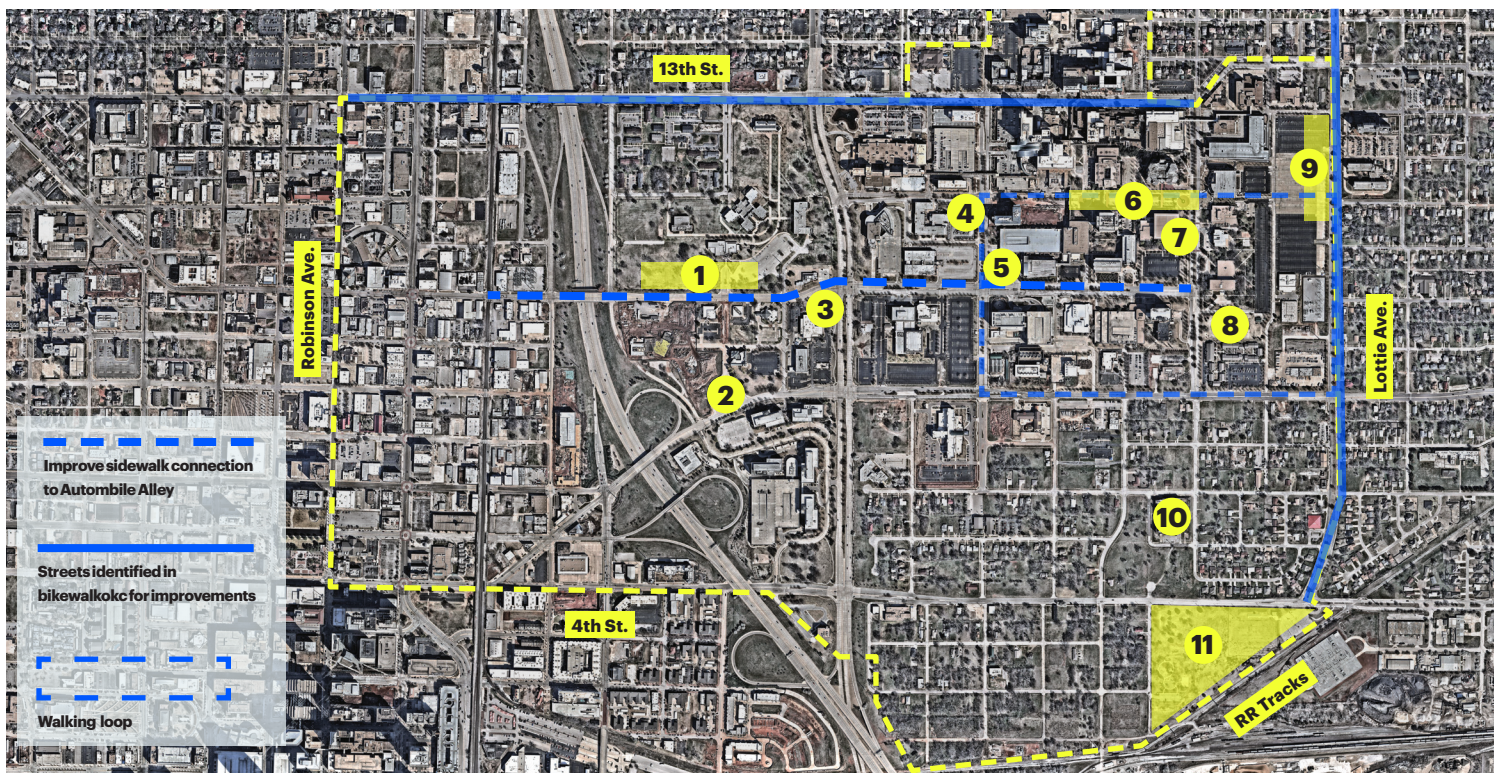 13th St.
9
6
4
7
Robinson Ave.
5
1
3
8
Lottie Ave.
2
Improve sidewalk connection
to Autombile Alley
10
Streets identified in
bikewalkokc for improvements
4th St.
11
RR Tracks
Walking loop